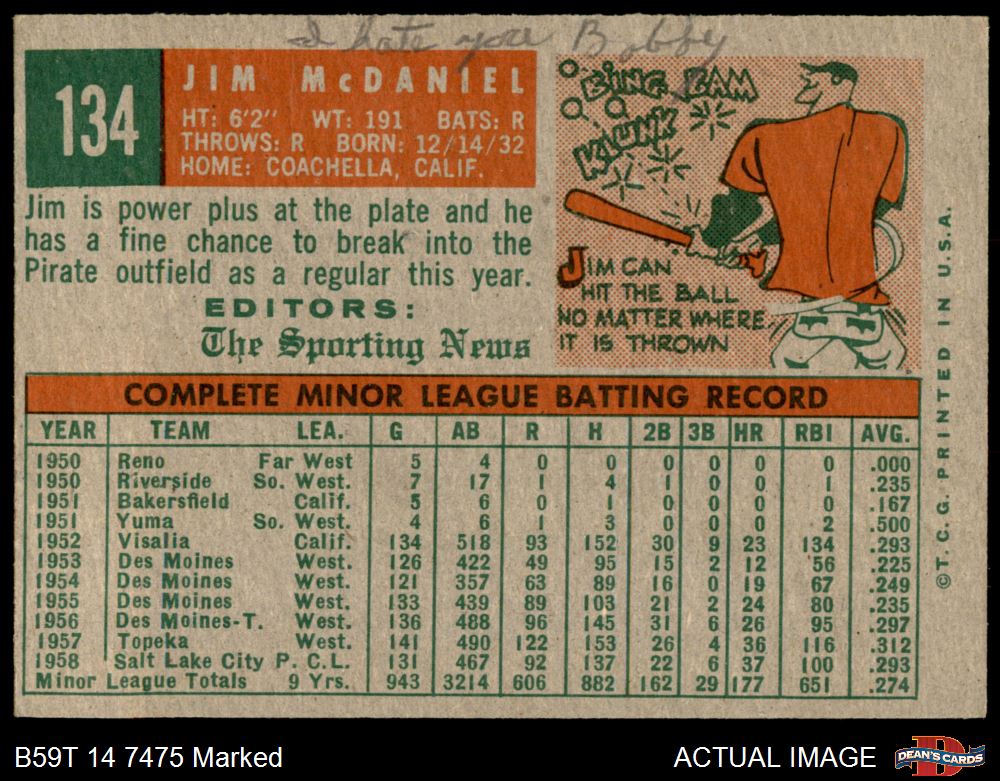 I hate you Bobby
134
JIM McDANIEL
HT: 6'2" WT: 191 BATS: R
THROWS: R BORN: 12/14/32
HOME: COACHELLA, CALIF.
Jim is power plus at the plate and he
has a fine chance to break into the
Pirate outfield as a regular this year.
EDITORS:
The Sporting News
BING BAM
KLUNK
JIM CAN
HIT THE BALL
NO MATTER WHERE
IT IS THROWN
COMPLETE MINOR LEAGUE BATTING RECORD
YEAR TEAM LEA. G AB R H 2B 3B HR RBI AVG.
1950 Reno Far West 5 4 0 0 0 0 0 0 .000
1950 Riverside So. West. 7 17 1 4 1 0 0 1 .235
1951 Bakersfield Calif. 5 6 0 1 0 0 0 0 .167
1951 Yuma So. West. 4 6 1 3 0 0 0 2 .500
1952 Visalia Calif. 134 518 93 152 30 9 23 134 .293
1953 Des Moines West. 126 422 49 95 15 2 12 56 .225
1954 Des Moines West. 121 357 63 89 16 0 19 67 .249
1955 Des Moines West. 133 439 89 103 21 2 24 80 .235
1956 Des Moines-T. West. 136 488 96 145 31 6 26 95 .297
1957 Topeka West. 141 490 122 153 26 4 36 116 .312
1958 Salt Lake City P. C. L. 131 467 92 137 22 6 37 100 .293
Minor League Totals 9 Yrs. 943 3214 606 882 162 29 177 651 .274
©T. C. G. PRINTED IN U.S.A.
B59T 14 7475 Marked
ACTUAL IMAGE
D
DEAN'S CARDS